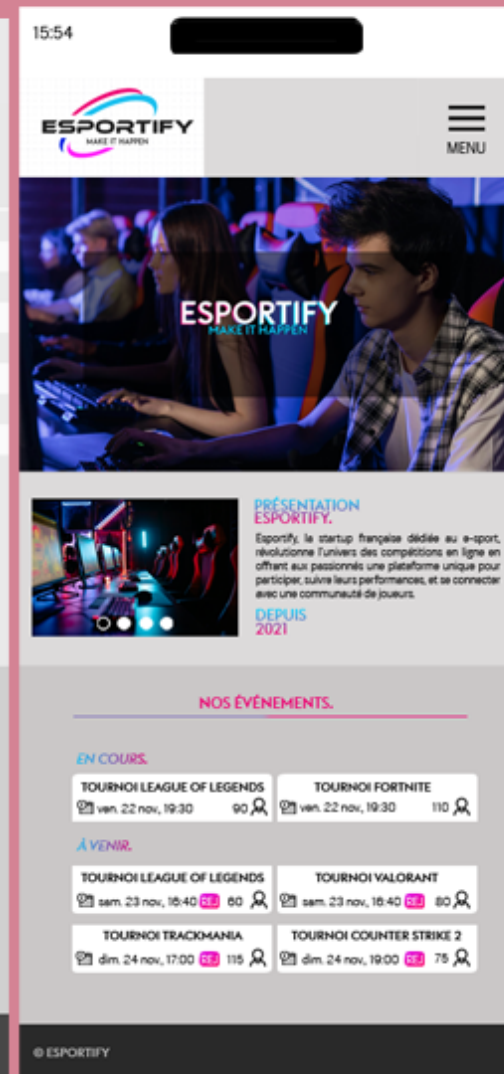 15:54
ESPORTIFY
MAKE IT HAPPEN
MENU
ESPORTIFY
MAKE IT HAPPEN
PRÉSENTATION
ESPORTIFY.
Esportify, la startup française dédiée au e-sport,
révolutionne l'univers des compétitions en ligne en
offrant aux passionnés une plateforme unique pour
participer, suivre leurs performances, et se connecter
avec une communauté de joueurs.
DEPUIS
2021
NOS ÉVÉNEMENTS.
EN COURS.
TOURNOI LEAGUE OF LEGENDS
ven. 22 nov., 19:30 90
TOURNOI FORTNITE
ven. 22 nov., 19:30 110
À VENIR.
TOURNOI LEAGUE OF LEGENDS
sam. 23 nov., 16:40 REJ 60
TOURNOI VALORANT
sam. 23 nov., 16:40 REJ 80
TOURNOI TRACKMANIA
dim. 24 nov., 17:00 REJ 115
TOURNOI COUNTER STRIKE 2
dim. 24 nov., 19:00 REJ 75
© ESPORTIFY